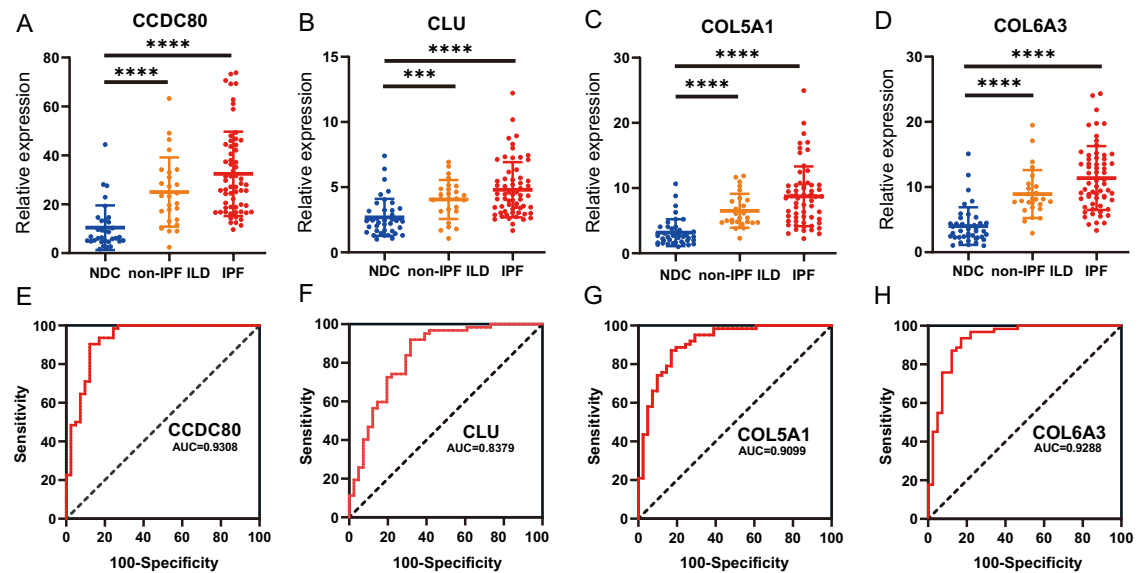 A
CCDC80
Relative expression
80
60
40
20
0
****
****
NDC non-IPF ILD IPF
B
CLU
Relative expression
15
10
5
0
****
***
NDC non-IPF ILD IPF
C
COL5A1
Relative expression
30
20
10
0
****
****
NDC non-IPF ILD IPF
D
COL6A3
Relative expression
30
20
10
0
****
****
NDC non-IPF ILD IPF
E
Sensitivity
100
80
60
40
20
0
CCDC80
AUC=0.9308
0 20 40 60 80 100
100-Specificity
F
Sensitivity
100
80
60
40
20
0
CLU
AUC=0.8379
0 20 40 60 80 100
100-Specificity
G
Sensitivity
100
80
60
40
20
0
COL5A1
AUC=0.9099
0 20 40 60 80 100
100-Specificity
H
Sensitivity
100
80
60
40
20
0
COL6A3
AUC=0.9288
0 20 40 60 80 100
100-Specificity